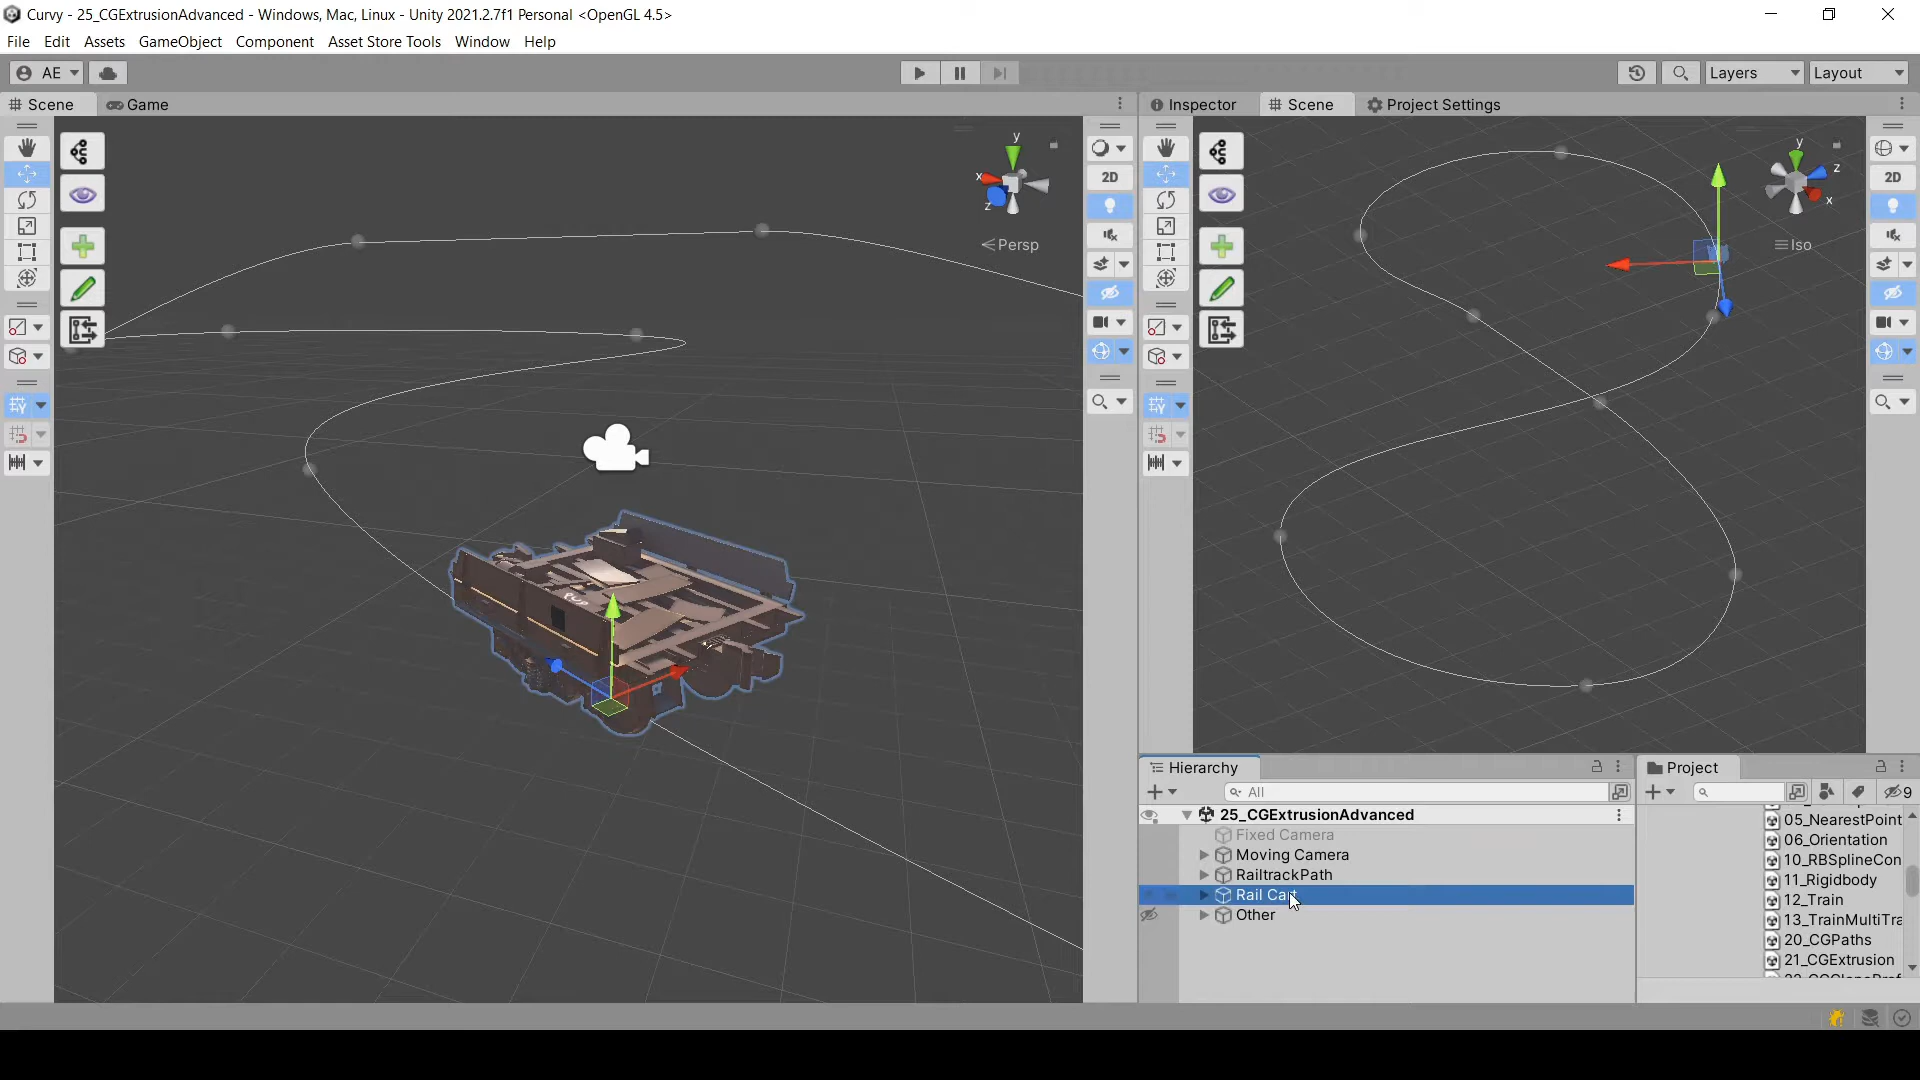 Curvy - 25_CGExtrusionAdvanced - Windows, Mac, Linux - Unity 2021.2.7f1 Personal <OpenGL 4.5>
File Edit Assets GameObject Component Asset Store Tools Window Help
AE Layers Layout
Scene Game Inspector Scene Project Settings
y x z Persp
2D
y z x Iso
2D
Hierarchy
All
25_CGExtrusionAdvanced
Fixed Camera
Moving Camera
RailtrackPath
Rail Cart
Other
Project
9
05_NearestPoint
06_Orientation
10_RBSplineCon
11_Rigidbody
12_Train
13_TrainMultiTra
20_CGPaths
21_CGExtrusion